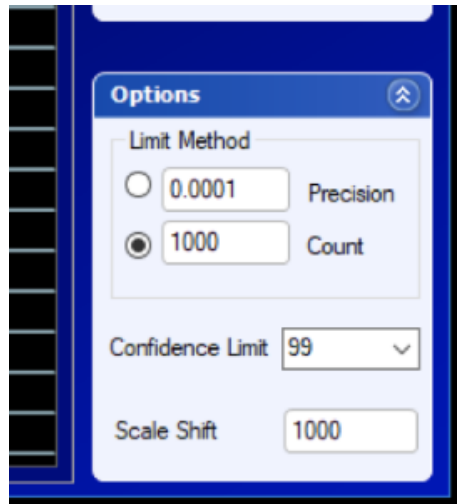 Options
Limit Method
0.0001 Precision
1000 Count
Confidence Limit 99
Scale Shift 1000